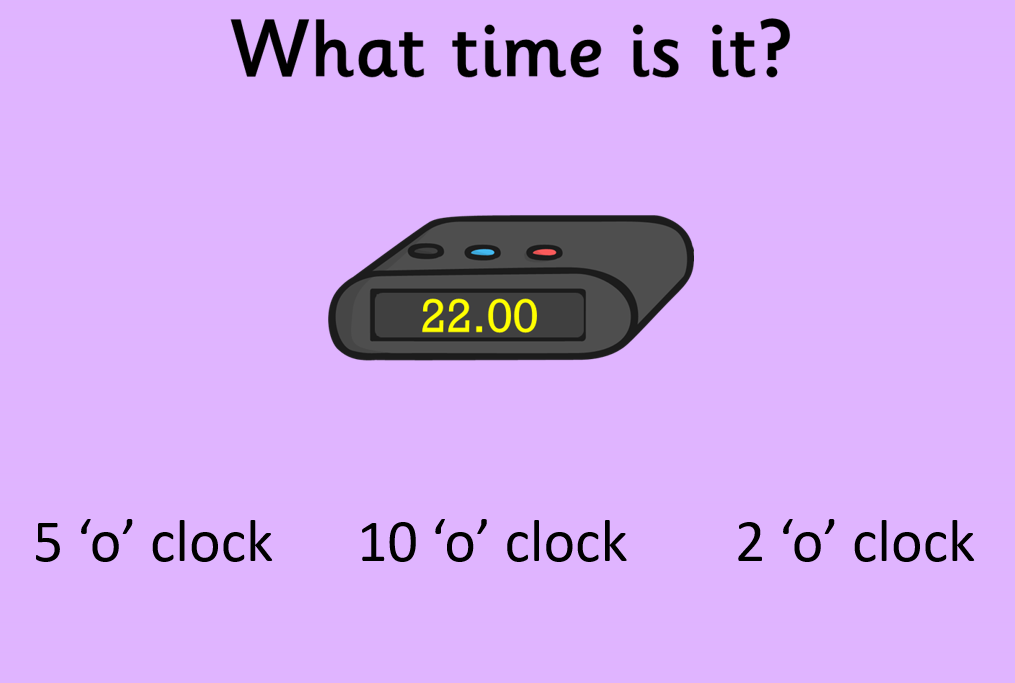 What time is it?
22.00
5 ‘o’ clock 10 ‘o’ clock 2 ‘o’ clock